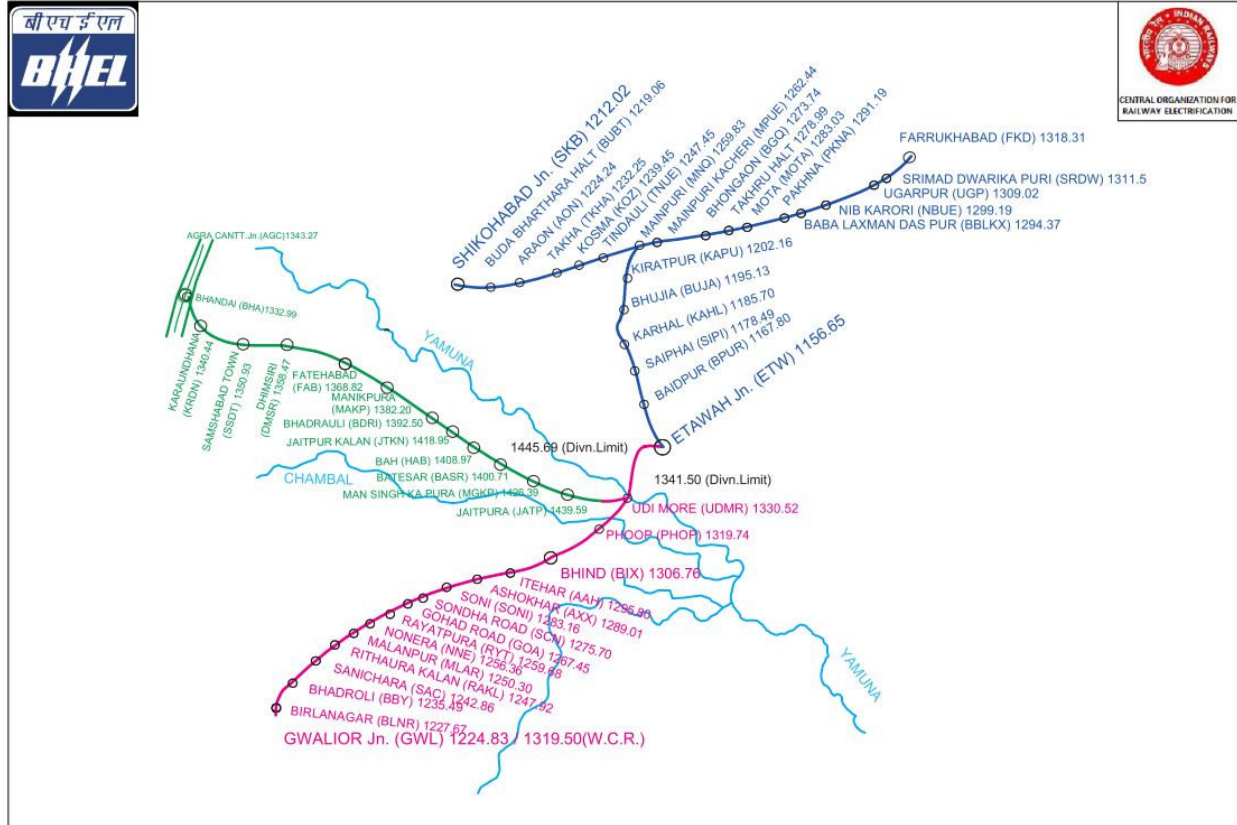 बी एच ई एल
BHEL
भारतीय रेल • INDIAN RAILWAYS
CENTRAL ORGANIZATION FOR
RAILWAY ELECTRIFICATION
SHIKOHABAD Jn. (SKB) 1212.02
BUDA BHARTHARA HALT (BUBT) 1219.06
ARAON (AON) 1224.24
TAKHA (TKHA) 1232.25
KOSMA (KOZ) 1239.45
TINDAULI (TNUE) 1247.45
MAINPURI (MNQ) 1259.83
MAINPURI KACHERI (MPUE) 1262.44
BHONGAON (BGQ) 1273.74
TAKHRU HALT 1278.99
MOTA (MOTA) 1283.03
PAKHNA (PKNA) 1291.19
FARRUKHABAD (FKD) 1318.31
SRIMAD DWARIKA PURI (SRDW) 1311.5
UGARPUR (UGP) 1309.02
NIB KARORI (NBUE) 1299.19
BABA LAXMAN DAS PUR (BBLKX) 1294.37
KIRATPUR (KAPU) 1202.16
BHUJIA (BUJA) 1195.13
KARHAL (KAHL) 1185.70
SAIPHAI (SIPI) 1178.49
BAIDPUR (BPUR) 1167.80
ETAWAH Jn. (ETW) 1156.65
AGRA CANTT.Jn.(AGC)1343.27
BHANDAI (BHA)1332.99
KARAUNDHANA
(KRDN) 1340.44
SAMSHABAD TOWN
(SSDT) 1350.93
DHIMSIRI
(DMSR) 1358.47
FATEHABAD
(FAB) 1368.82
MANIKPURA
(MAKP) 1382.20
BHADRAULI (BDRI) 1392.50
JAITPUR KALAN (JTKN) 1418.95
BAH (HAB) 1408.97
BATESAR (BASR) 1400.71
MAN SINGH KA PURA (MGKP) 1426.39
JAITPURA (JATP) 1439.59
YAMUNA
CHAMBAL
1445.69 (Divn.Limit)
1341.50 (Divn.Limit)
UDI MORE (UDMR) 1330.52
PHOOP (PHOP) 1319.74
BHIND (BIX) 1306.76
ITEHAR (AAH) 1295.80
ASHOKHAR (AXX) 1289.01
SONI (SONI) 1283.16
SONDHA ROAD (SCN) 1275.70
GOHAD ROAD (GOA) 1267.45
RAYATPURA (RYT) 1259.68
NONERA (NNE) 1256.36
MALANPUR (MLAR) 1250.30
RITHAURA KALAN (RAKL) 1247.92
SANICHARA (SAC) 1242.86
BHADROLI (BBY) 1235.49
BIRLANAGAR (BLNR) 1227.67
GWALIOR Jn. (GWL) 1224.83 / 1319.50(W.C.R.)
YAMUNA